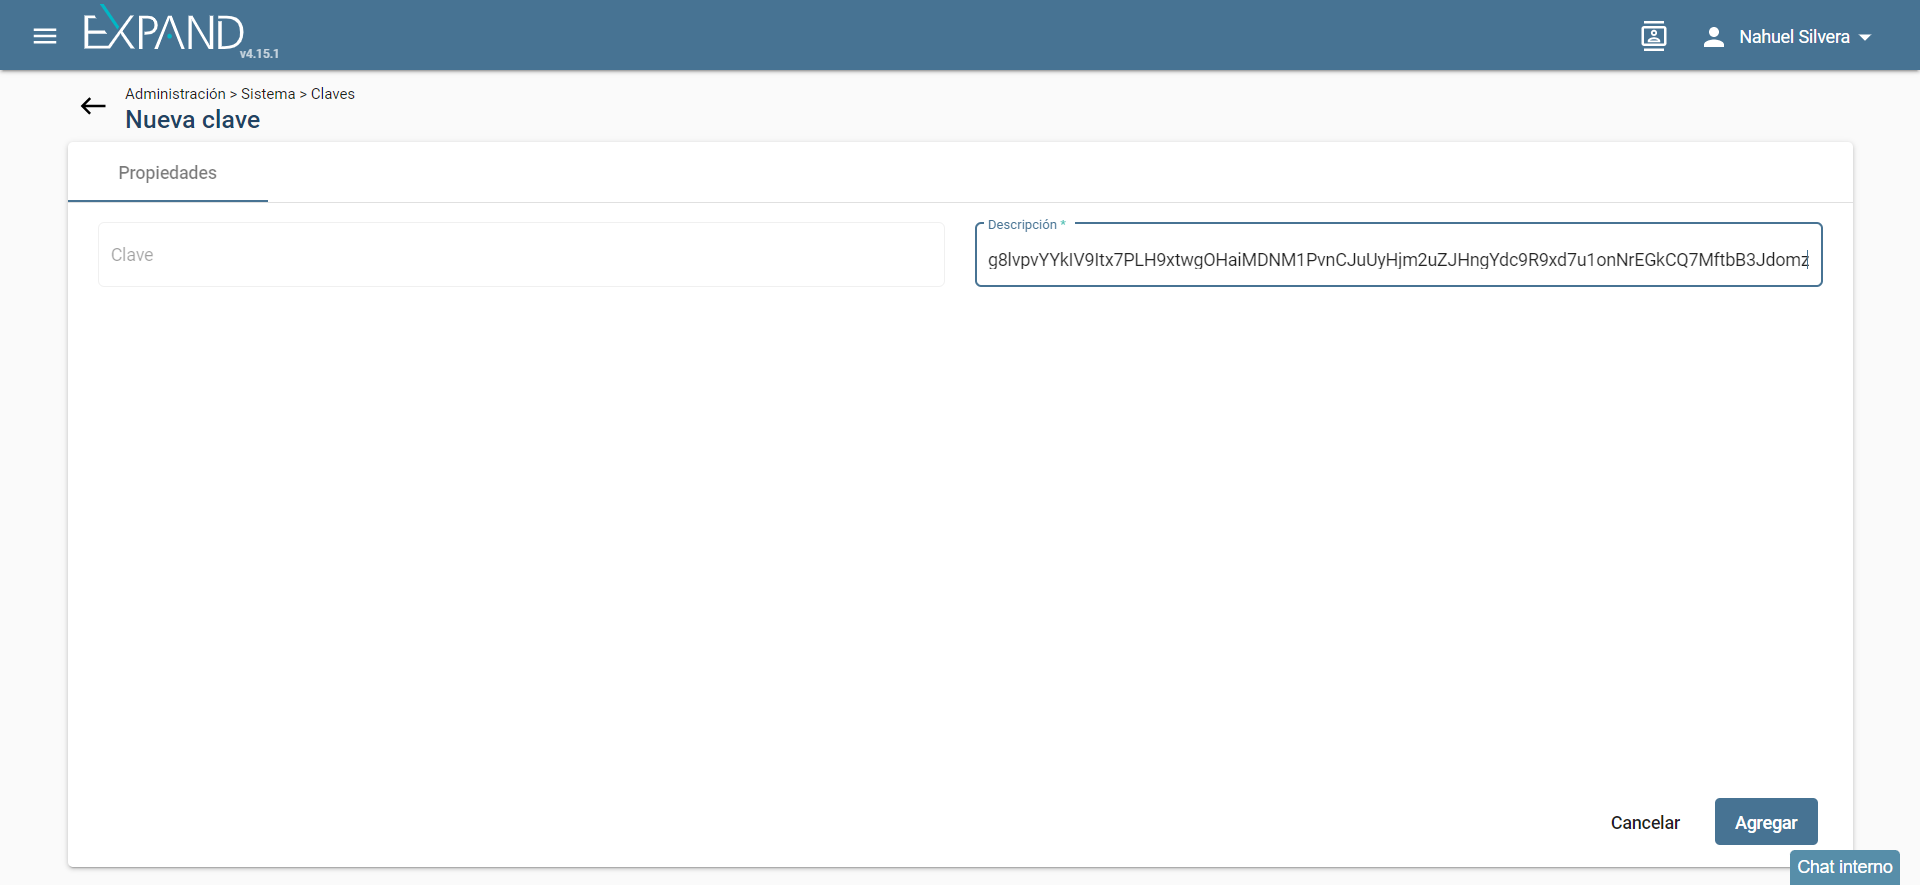 EXPAND
v4.15.1
Nahuel Silvera
Administración > Sistema > Claves
Nueva clave
Propiedades
Clave
Descripción *
g8lvpvYYkIV9Itx7PLH9xtwgOHaiMDNM1PvnCJuUyHjm2uZJHngYdc9R9xd7u1onNrEGkCQ7MftbB3Jdomz
Cancelar
Agregar
Chat interno